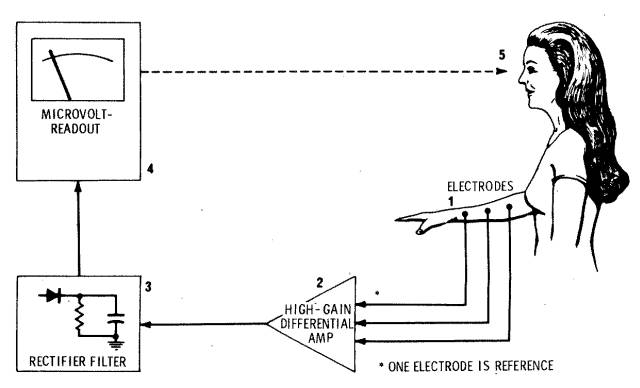 5
MICROVOLT-
READOUT
4
ELECTRODES
1
2
3
*
HIGH-GAIN
DIFFERENTIAL
AMP
RECTIFIER FILTER
* ONE ELECTRODE IS REFERENCE